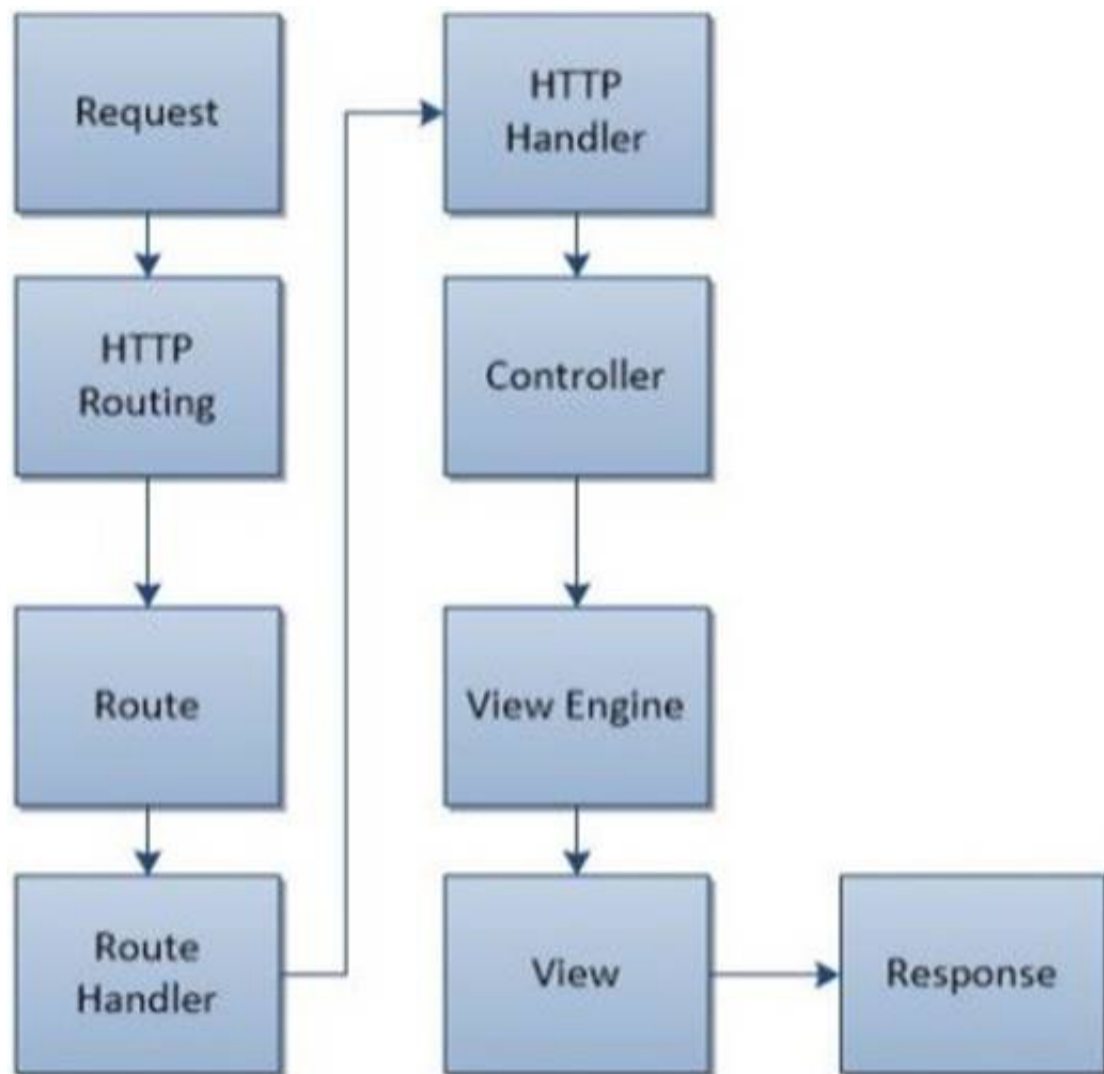 Request
HTTP
Routing
Route
Route
Handler
HTTP
Handler
Controller
View Engine
View
Response